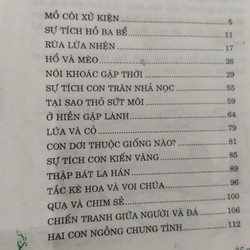 MỒ CÔI XỬ KIỆN 5
SỰ TÍCH HỒ BA BỂ 11
RÙA LỪA NHỆN 17
HỔ VÀ MÈO 26
NÓI KHOÁC GẶP THỜI 29
SỰ TÍCH CON TRĂN NHẢ NỌC 55
TẠI SAO THỎ SỨT MÔI 59
Ở HIỀN GẶP LÀNH 64
LÚA VÀ CỎ 79
CON DƠI THUỘC GIỐNG NÀO? 81
SỰ TÍCH CON KIẾN VÀNG 85
THẬP BÁT LA HÁN 90
TẮC KÈ HOA VÀ VOI CHÚA 96
QUẠ VÀ CHIM SẺ 100
CHIẾN TRANH GIỮA NGƯỜI VÀ ĐÁ 106
HAI CON NGỖNG CHUNG TÌNH 112